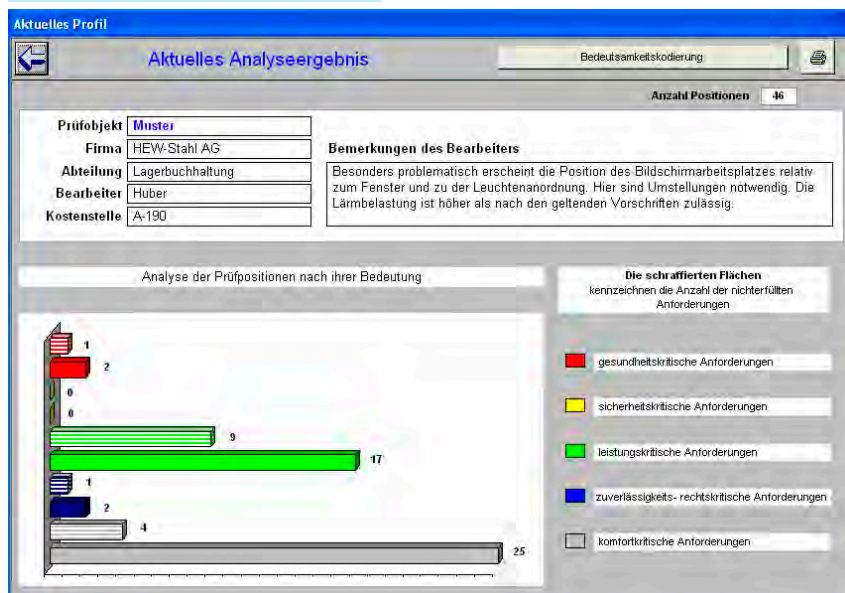 Aktuelles Profil
Aktuelles Analyseergebnis
Bedeutsamkeitskodierung
Anzahl Positionen 46
Prüfobjekt Muster
Firma HEW-Stahl AG
Abteilung Lagerbuchhaltung
Bearbeiter Huber
Kostenstelle A-190
Bemerkungen des Bearbeiters
Besonders problematisch erscheint die Position des Bildschirmarbeitsplatzes relativ
zum Fenster und zu der Leuchtenanordnung. Hier sind Umstellungen notwendig. Die
Lärmbelastung ist höher als nach den geltenden Vorschriften zulässig.
Analyse der Prüfpositionen nach ihrer Bedeutung
Die schraffierten Flächen
kennzeichnen die Anzahl der nichterfüllten
Anforderungen
1
2
0
0
9
17
1
2
4
25
gesundheitskritische Anforderungen
sicherheitskritische Anforderungen
leistungskritische Anforderungen
zuverlässigkeits- rechtskritische Anforderungen
komfortkritische Anforderungen